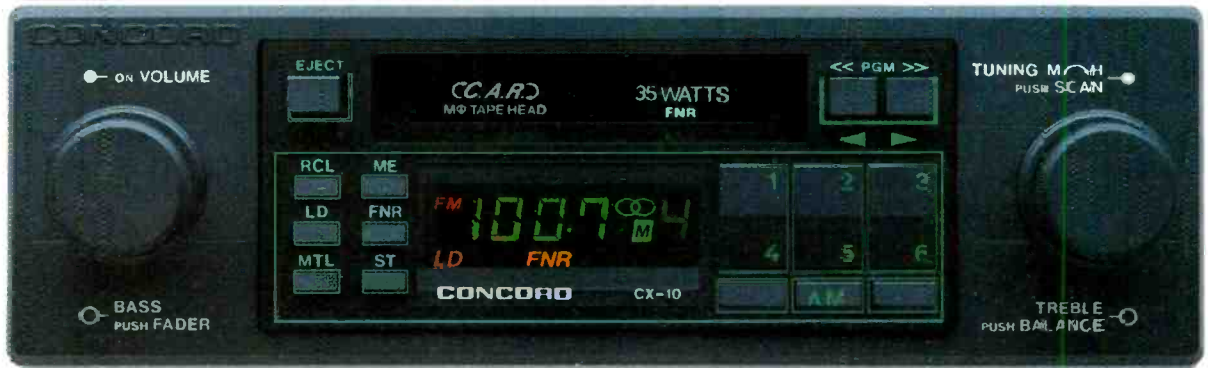 CONCORD
ON VOLUME
BASS
PUSH FADER
EJECT
C.A.R.
MΦ TAPE HEAD
35 WATTS
FNR
<< PGM >>
TUNING M H
PUSH SCAN
RCL ME
LD FNR
MTL ST
FM 100.7 M 4
LD FNR
CONCORD CX-10
1 2 3
4 5 6
AM
TREBLE
PUSH BALANCE